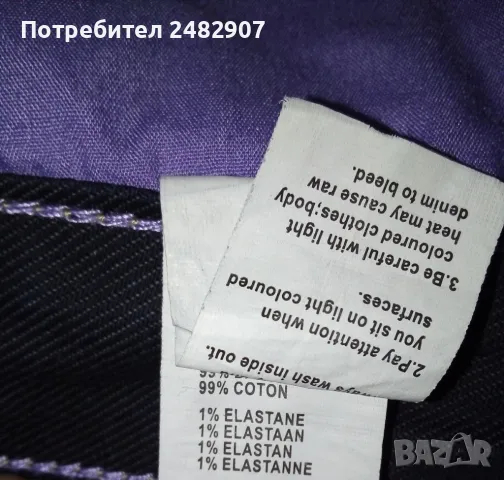 Потребител 2482907
3.Be careful with light
coloured clothes;body
heat may cause raw
denim to bleed.
2.Pay attention when
you sit on light coloured
surfaces.
wash inside out.
99% COTON
1% ELASTANE
1% ELASTAAN
1% ELASTAN
1% ELASTANNE
BAZAR